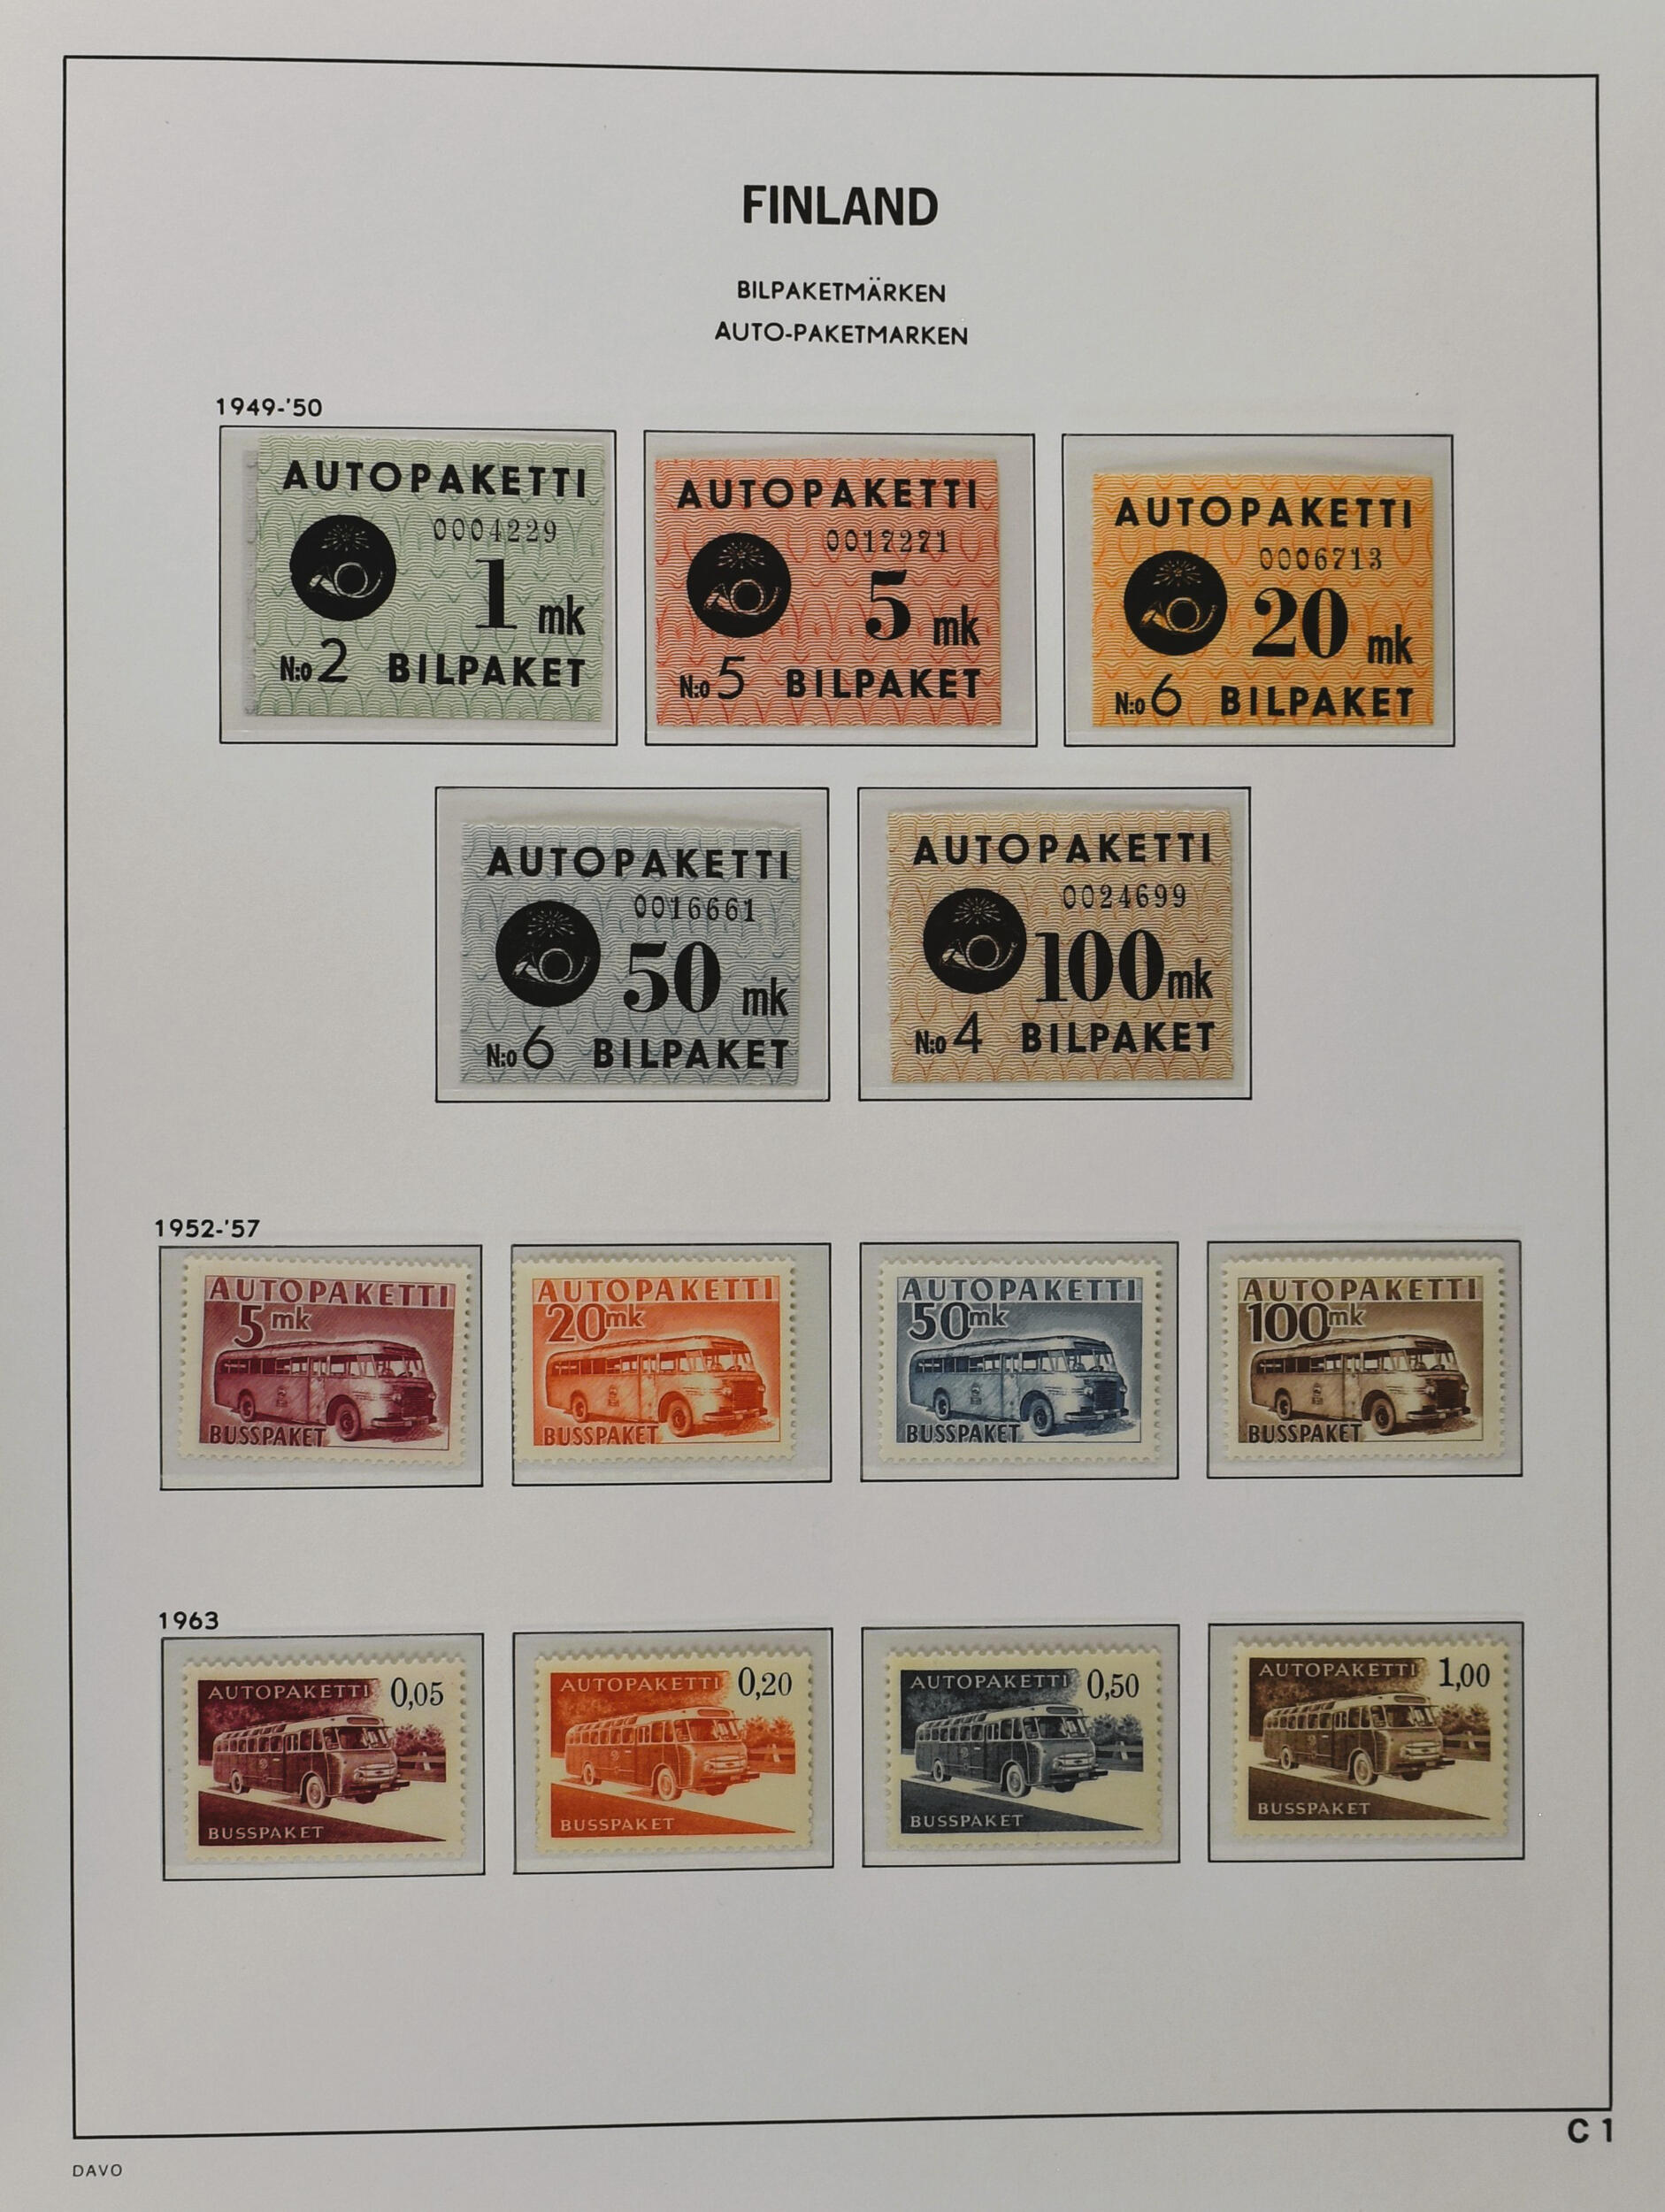 FINLAND
BILPAKETMÄRKEN
AUTO-PAKETMARKEN
1949-'50
AUTOPAKETTI
0004229
1 mk
N:o 2 BILPAKET
AUTOPAKETTI
0017271
5 mk
N:o 5 BILPAKET
AUTOPAKETTI
0006713
20 mk
N:o 6 BILPAKET
AUTOPAKETTI
0016661
50 mk
N:o 6 BILPAKET
AUTOPAKETTI
0024699
100 mk
N:o 4 BILPAKET
1952-'57
AUTOPAKETTI
5 mk
BUSSPAKET
AUTOPAKETTI
20 mk
BUSSPAKET
AUTOPAKETTI
50 mk
BUSSPAKET
AUTOPAKETTI
100 mk
BUSSPAKET
1963
AUTOPAKETTI 0,05
BUSSPAKET
AUTOPAKETTI 0,20
BUSSPAKET
AUTOPAKETTI 0,50
BUSSPAKET
AUTOPAKETTI 1,00
BUSSPAKET
C 1
DAVO